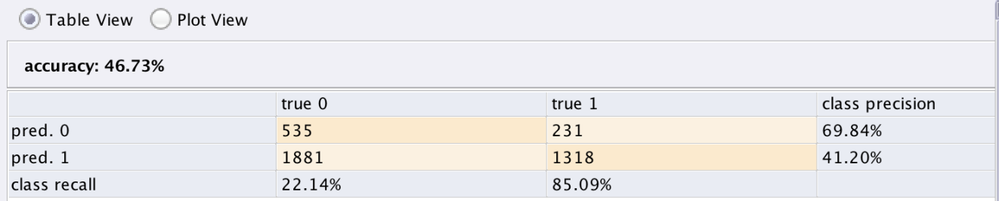 Table View Plot View
accuracy: 46.73%
true 0 true 1 class precision
pred. 0 535 231 69.84%
pred. 1 1881 1318 41.20%
class recall 22.14% 85.09%